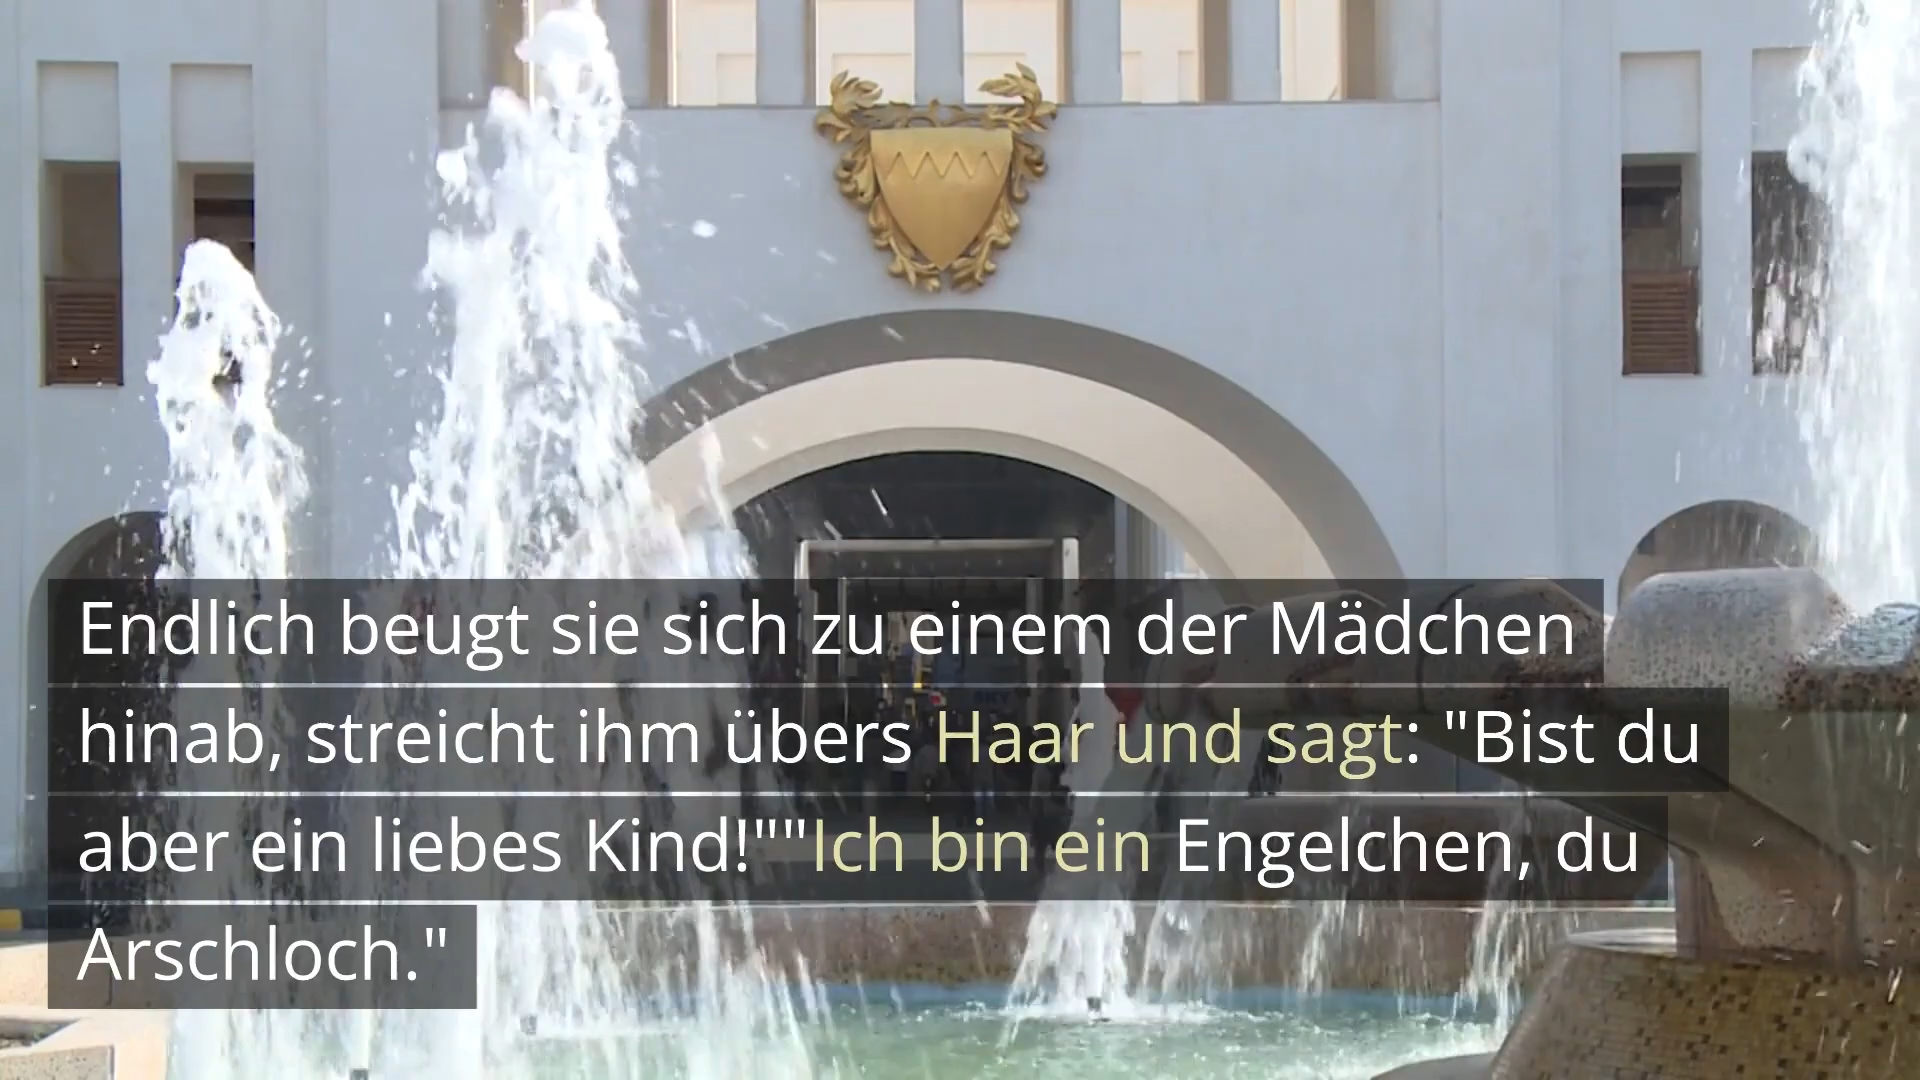 Endlich beugt sie sich zu einem der Mädchen
hinab, streicht ihm übers Haar und sagt: "Bist du
aber ein liebes Kind!""Ich bin ein Engelchen, du
Arschloch."